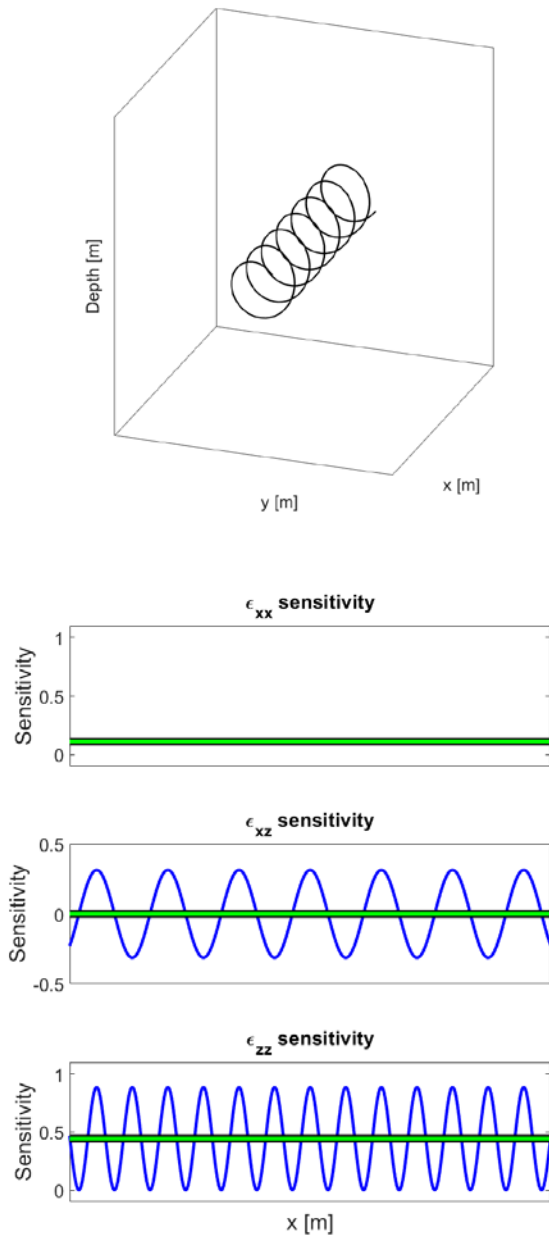 Depth [m]
y [m]
x [m]
ϵxx sensitivity
Sensitivity
1
0.5
0
ϵxz sensitivity
Sensitivity
0.5
0
-0.5
ϵzz sensitivity
Sensitivity
1
0.5
0
x [m]